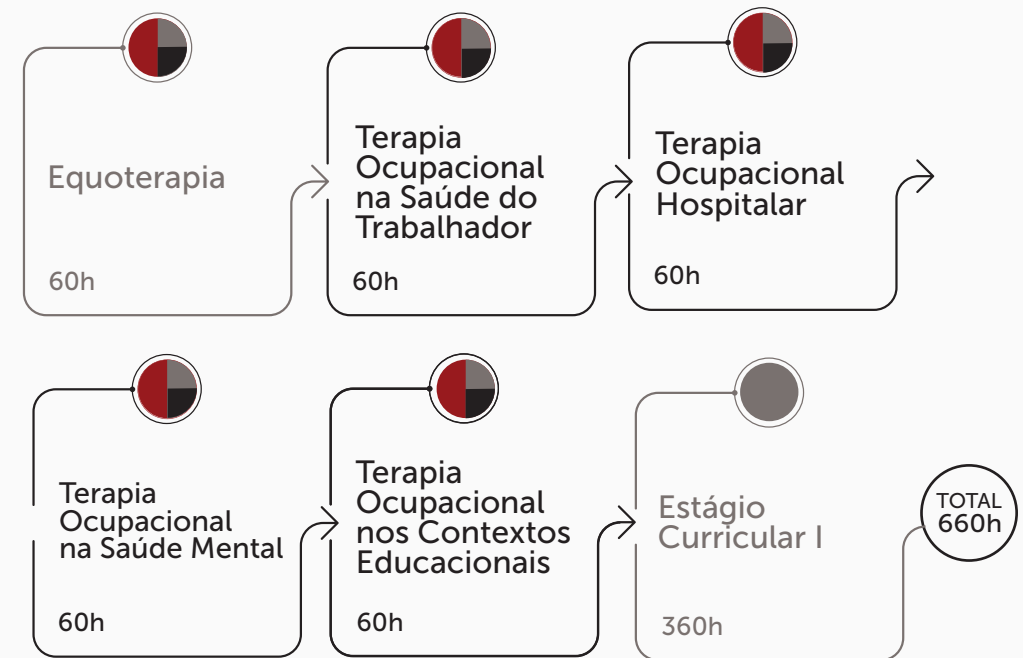 Equoterapia
60h
Terapia
Ocupacional
na Saúde do
Trabalhador
60h
Terapia
Ocupacional
Hospitalar
60h
Terapia
Ocupacional
na Saúde Mental
60h
Terapia
Ocupacional
nos Contextos
Educacionais
60h
Estágio
Curricular I
360h
TOTAL
660h